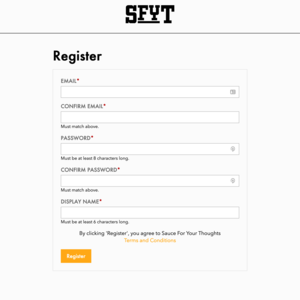 SFYT
Register
EMAIL*
CONFIRM EMAIL*
Must match above.
PASSWORD*
Must be at least 8 characters long.
CONFIRM PASSWORD*
Must match above.
DISPLAY NAME*
Must be at least 6 characters long.
By clicking 'Register', you agree to Sauce For Your Thoughts
Terms and Conditions
Register